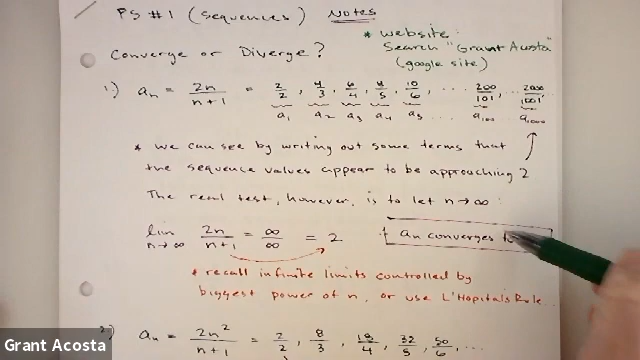 PS #1 (Sequences) Notes
* website:
Search "Grant Acosta"
(google site)
Converge or Diverge?
1.) an = 2n/n+1 = 2/2, 4/3, 6/4, 8/5, 10/6, ... 200/101, ... 2000/1001, ...
a1 a2 a3 a4 a5 ... a100 ... a1000
* we can see by writing out some terms that
the sequence values appear to be approaching 2
The real test, however, is to let n→∞:
lim n→∞ 2n/n+1 = ∞/∞ = 2 an converges to
* recall infinite limits controlled by
biggest power of n, or use L'Hopital's Rule...
2.) an = 2n²/n+1 = 2/2, 8/3, 18/4, 32/5, 50/6, ...
Grant Acosta